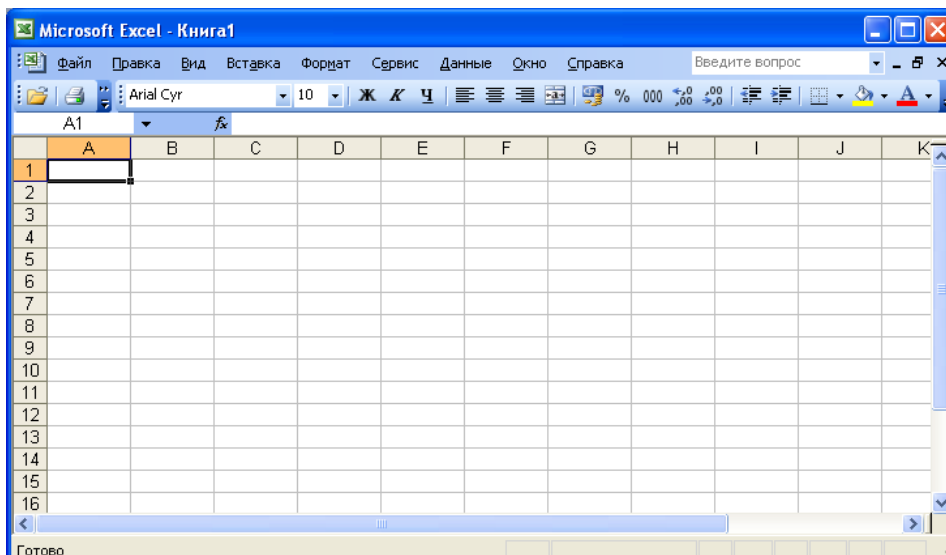 Microsoft Excel - Книга1
Файл Правка Вид Вставка Формат Сервис Данные Окно Справка Введите вопрос
Arial Cyr 10 Ж К Ч % 000 A
A1 fx
A B C D E F G H I J K
1
2
3
4
5
6
7
8
9
10
11
12
13
14
15
16
Готово